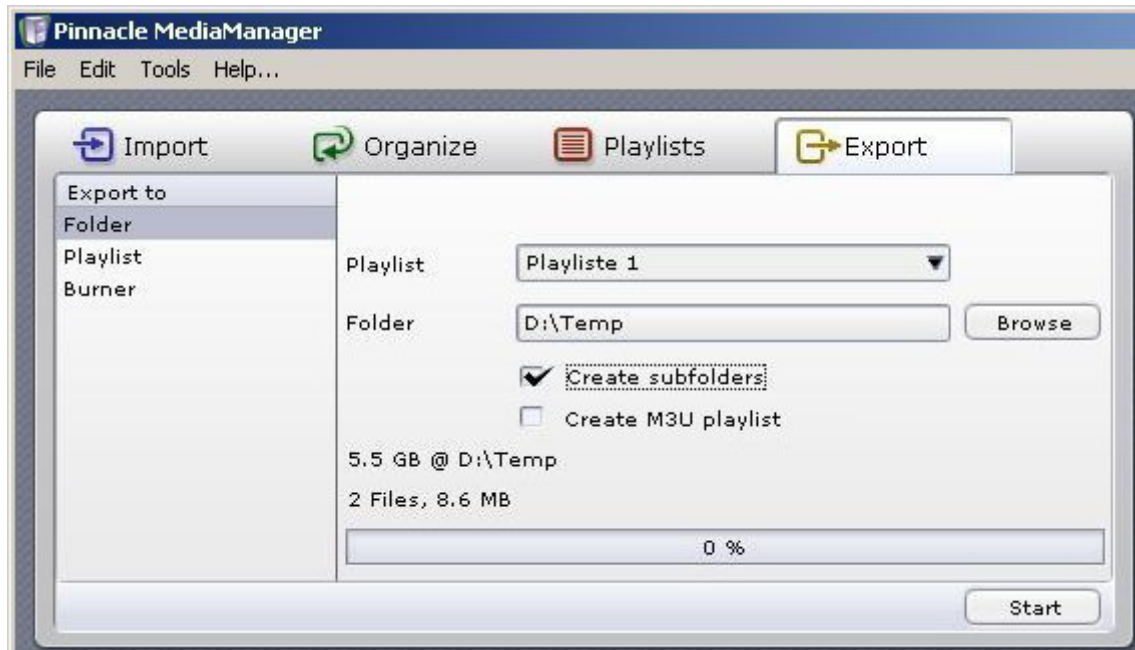 Pinnacle MediaManager
File Edit Tools Help...
Import Organize Playlists Export
Export to
Folder
Playlist
Burner
Playlist Playliste 1
Folder D:\Temp Browse
Create subfolders
Create M3U playlist
5.5 GB @ D:\Temp
2 Files, 8.6 MB
0 %
Start